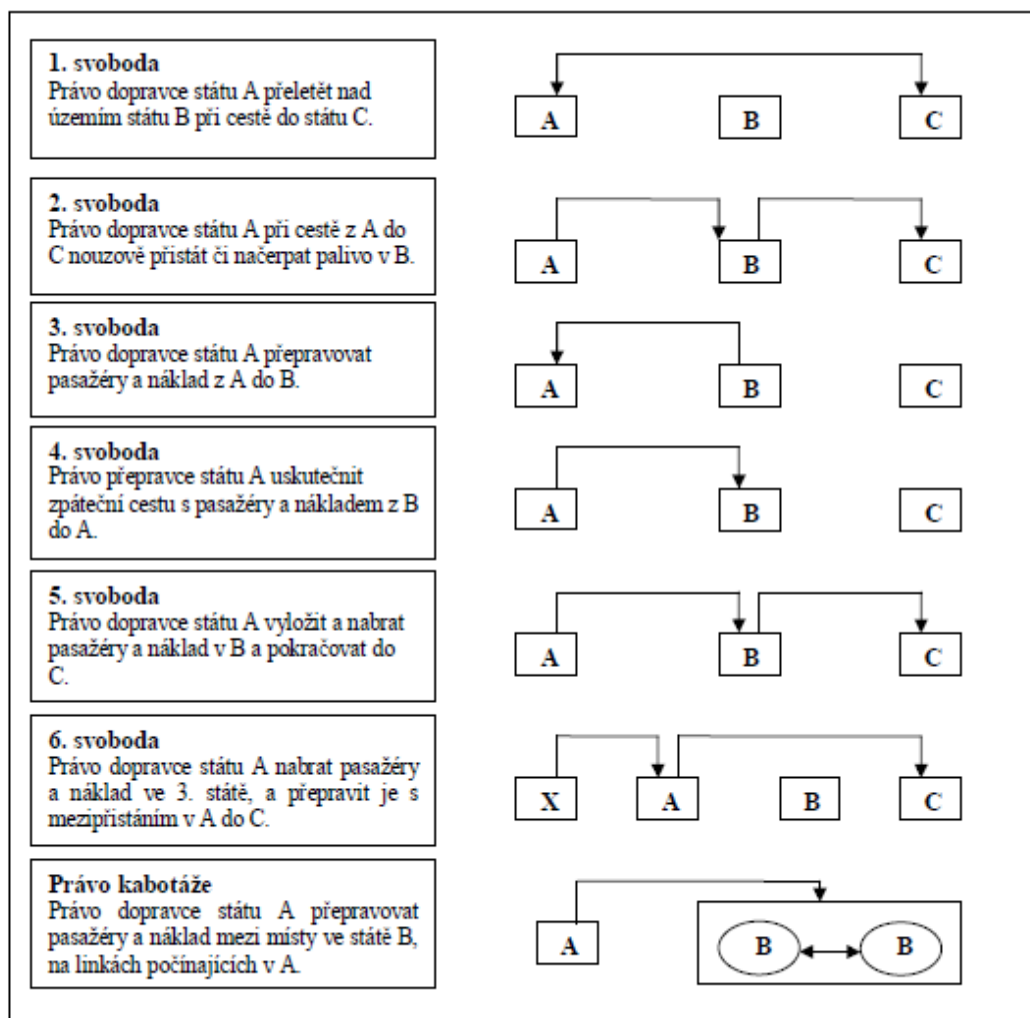 1. svoboda
Právo dopravce státu A přeletět nad
územím státu B při cestě do státu C.
A B C
2. svoboda
Právo dopravce státu A při cestě z A do
C nouzově přistát či načerpat palivo v B.
A B C
3. svoboda
Právo dopravce státu A přepravovat
pasažéry a náklad z A do B.
A B C
4. svoboda
Právo přepravce státu A uskutečnit
zpáteční cestu s pasažéry a nákladem z B
do A.
A B C
5. svoboda
Právo dopravce státu A vyložit a nabrat
pasažéry a náklad v B a pokračovat do
C.
A B C
6. svoboda
Právo dopravce státu A nabrat pasažéry
a náklad ve 3. státě, a přepravit je s
mezipřistáním v A do C.
X A B C
Právo kabotáže
Právo dopravce státu A přepravovat
pasažéry a náklad mezi místy ve státě B,
na linkách počínajících v A.
A B B